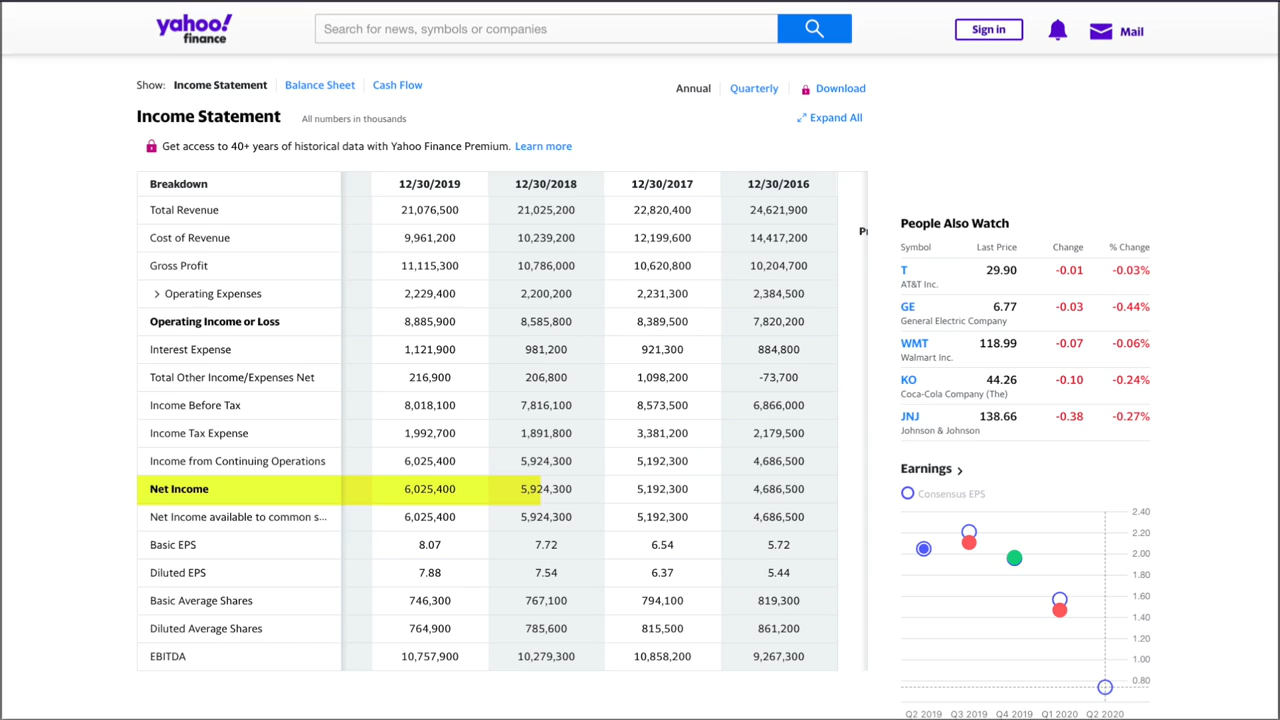 yahoo!
finance
Search for news, symbols or companies
Sign in
Mail
Show: Income Statement Balance Sheet Cash Flow
Annual Quarterly Download
Income Statement All numbers in thousands
Expand All
Get access to 40+ years of historical data with Yahoo Finance Premium. Learn more
Breakdown 12/30/2019 12/30/2018 12/30/2017 12/30/2016
Total Revenue 21,076,500 21,025,200 22,820,400 24,621,900
Cost of Revenue 9,961,200 10,239,200 12,199,600 14,417,200
Gross Profit 11,115,300 10,786,000 10,620,800 10,204,700
Operating Expenses 2,229,400 2,200,200 2,231,300 2,384,500
Operating Income or Loss 8,885,900 8,585,800 8,389,500 7,820,200
Interest Expense 1,121,900 981,200 921,300 884,800
Total Other Income/Expenses Net 216,900 206,800 1,098,200 -73,700
Income Before Tax 8,018,100 7,816,100 8,573,500 6,866,000
Income Tax Expense 1,992,700 1,891,800 3,381,200 2,179,500
Income from Continuing Operations 6,025,400 5,924,300 5,192,300 4,686,500
Net Income 6,025,400 5,924,300 5,192,300 4,686,500
Net Income available to common s... 6,025,400 5,924,300 5,192,300 4,686,500
Basic EPS 8.07 7.72 6.54 5.72
Diluted EPS 7.88 7.54 6.37 5.44
Basic Average Shares 746,300 767,100 794,100 819,300
Diluted Average Shares 764,900 785,600 815,500 861,200
EBITDA 10,757,900 10,279,300 10,858,200 9,267,300
People Also Watch
Symbol Last Price Change % Change
T 29.90 -0.01 -0.03%
AT&T Inc.
GE 6.77 -0.03 -0.44%
General Electric Company
WMT 118.99 -0.07 -0.06%
Walmart Inc.
KO 44.26 -0.10 -0.24%
Coca-Cola Company (The)
JNJ 138.66 -0.38 -0.27%
Johnson & Johnson
Earnings
Consensus EPS
2.40
2.20
2.00
1.80
1.60
1.40
1.20
1.00
0.80
Q2 2019 Q3 2019 Q4 2019 Q1 2020 Q2 2020